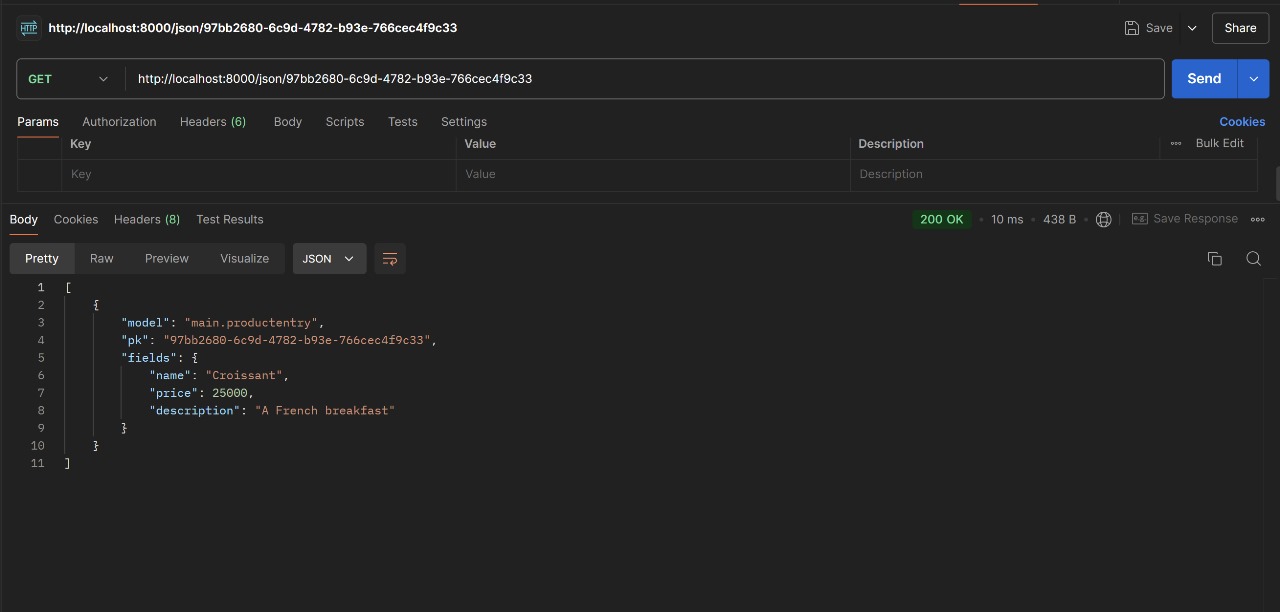 HTTP http://localhost:8000/json/97bb2680-6c9d-4782-b93e-766cec4f9c33 Save Share
GET http://localhost:8000/json/97bb2680-6c9d-4782-b93e-766cec4f9c33 Send
Params Authorization Headers (6) Body Scripts Tests Settings Cookies
Key Value Description Bulk Edit
Key Value Description
Body Cookies Headers (8) Test Results 200 OK 10 ms 438 B e.g. Save Response
Pretty Raw Preview Visualize JSON
1 [
2 {
3 "model": "main.productentry",
4 "pk": "97bb2680-6c9d-4782-b93e-766cec4f9c33",
5 "fields": {
6 "name": "Croissant",
7 "price": 25000,
8 "description": "A French breakfast"
9 }
10 }
11 ]